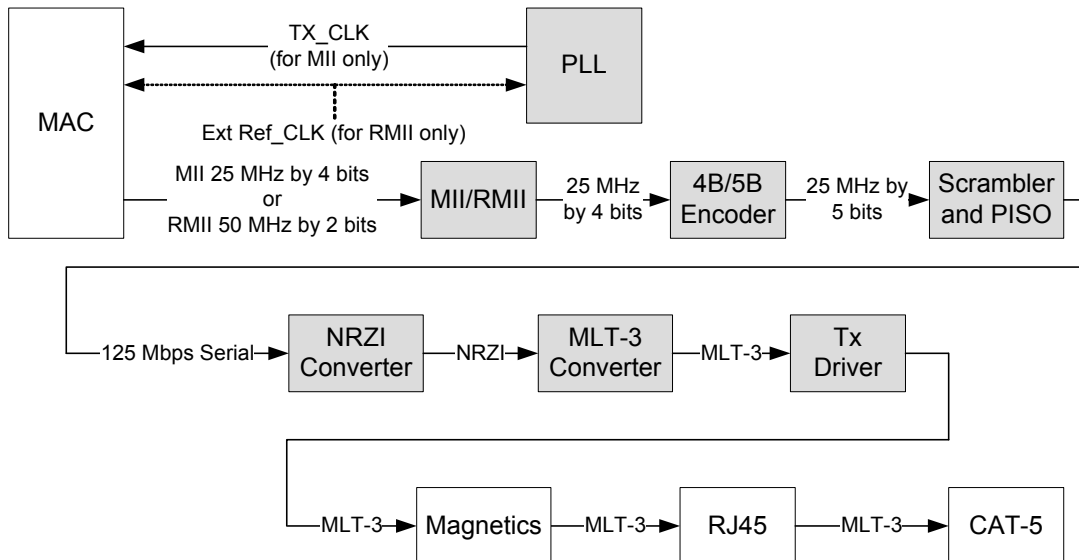 TX_CLK
(for MII only)
PLL
MAC
Ext Ref_CLK (for RMII only)
MII 25 MHz by 4 bits
or
RMII 50 MHz by 2 bits
MII/RMII
25 MHz
by 4 bits
4B/5B
Encoder
25 MHz by
5 bits
Scrambler
and PISO
125 Mbps Serial
NRZI
Converter
NRZI
MLT-3
Converter
MLT-3
Tx
Driver
MLT-3
Magnetics
MLT-3
RJ45
MLT-3
CAT-5